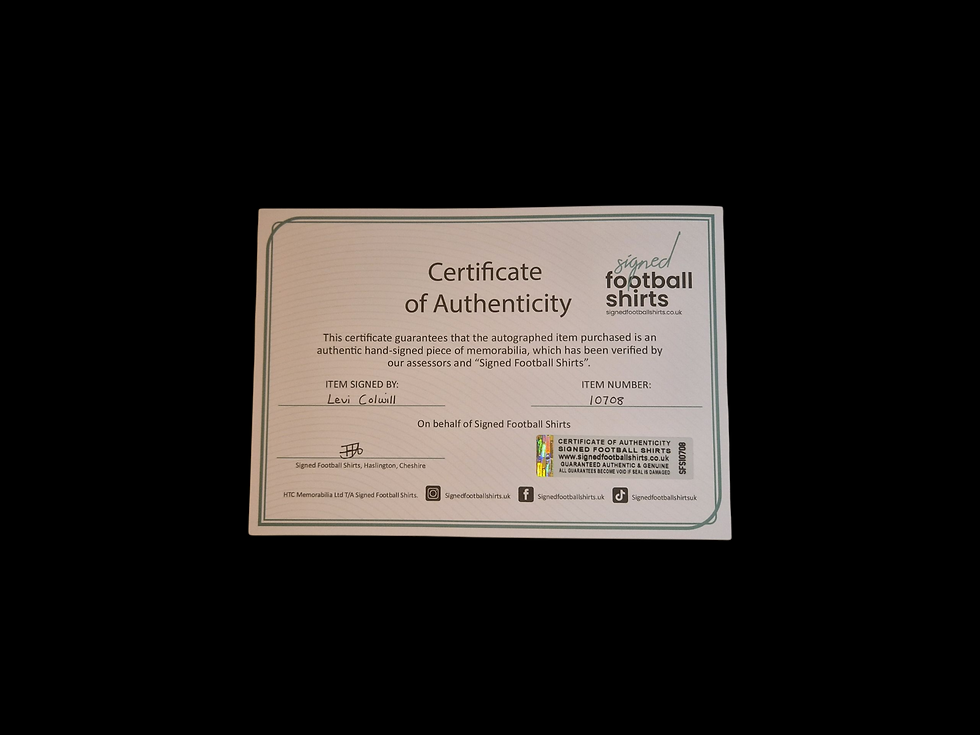 Certificate
of Authenticity
signed
football
shirts
signedfootballshirts.co.uk
This certificate guarantees that the autographed item purchased is an
authentic hand-signed piece of memorabilia, which has been verified by
our assessors and “Signed Football Shirts”.
ITEM SIGNED BY:
Levi Colwill
ITEM NUMBER:
10708
On behalf of Signed Football Shirts
Signed Football Shirts, Haslington, Cheshire
CERTIFICATE OF AUTHENTICITY
SIGNED FOOTBALL SHIRTS
www.signedfootballshirts.co.uk
GUARANTEED AUTHENTIC & GENUINE
ALL GUARANTEES BECOME VOID IF SEAL IS DAMAGED
SFS10708
HTC Memorabilia Ltd T/A Signed Football Shirts.
Signedfootballshirts.uk
Signedfootballshirts.uk
Signedfootballshirtsuk